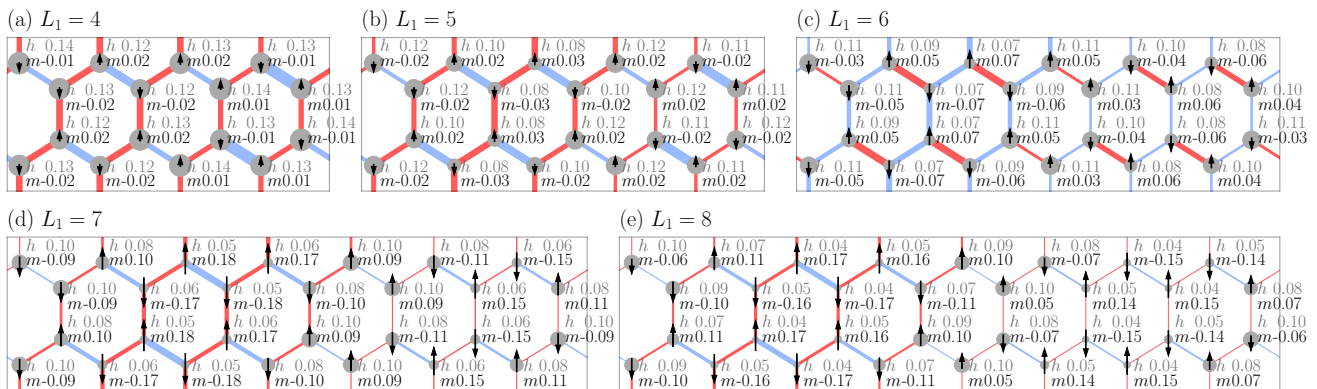 (a) L₁ = 4
h 0.14 h 0.12 h 0.13 h 0.13
m-0.01 m0.02 m0.02 m-0.01
h 0.13 h 0.12 h 0.14 h 0.13
m-0.02 m-0.02 m0.01 m0.01
h 0.12 h 0.13 h 0.13 h 0.14
m0.02 m0.02 m-0.01 m-0.01
h 0.13 h 0.12 h 0.13 h 0.13
m-0.02 m-0.02 m0.01 m0.01
(b) L₁ = 5
h 0.12 h 0.10 h 0.08 h 0.12 h 0.11
m-0.02 m0.02 m0.03 m0.02 m-0.02
h 0.12 h 0.08 h 0.10 h 0.12 h 0.11
m-0.02 m-0.03 m-0.02 m0.02 m0.02
h 0.10 h 0.08 h 0.12 h 0.11 h 0.12
m0.02 m0.03 m0.02 m-0.02 m-0.02
h 0.12 h 0.08 h 0.10 h 0.12 h 0.11
m-0.02 m-0.03 m-0.02 m0.02 m0.02
(c) L₁ = 6
h 0.11 h 0.09 h 0.07 h 0.11 h 0.10 h 0.08
m-0.03 m0.05 m0.07 m0.05 m-0.04 m-0.06
h 0.11 h 0.07 h 0.09 h 0.11 h 0.08 h 0.10
m-0.05 m-0.07 m-0.06 m0.03 m0.06 m0.04
h 0.09 h 0.07 h 0.11 h 0.10 h 0.08 h 0.11
m0.05 m0.07 m0.05 m-0.04 m-0.06 m-0.03
h 0.11 h 0.07 h 0.09 h 0.11 h 0.08 h 0.10
m-0.05 m-0.07 m-0.06 m0.03 m0.06 m0.04
(d) L₁ = 7
h 0.10 h 0.08 h 0.05 h 0.06 h 0.10 h 0.08 h 0.06
m-0.09 m0.10 m0.18 m0.17 m0.09 m-0.11 m-0.15
h 0.10 h 0.06 h 0.05 h 0.08 h 0.10 h 0.06 h 0.08
m-0.09 m-0.17 m-0.18 m-0.10 m0.09 m0.15 m0.11
h 0.08 h 0.05 h 0.06 h 0.10 h 0.08 h 0.06 h 0.10
m0.10 m0.18 m0.17 m0.09 m-0.11 m-0.15 m-0.09
h 0.10 h 0.06 h 0.05 h 0.08 h 0.10 h 0.06 h 0.08
m-0.09 m-0.17 m-0.18 m-0.10 m0.09 m0.15 m0.11
(e) L₁ = 8
h 0.10 h 0.07 h 0.04 h 0.05 h 0.09 h 0.08 h 0.04 h 0.05
m-0.06 m0.11 m0.17 m0.16 m0.10 m-0.07 m-0.15 m-0.14
h 0.09 h 0.05 h 0.04 h 0.07 h 0.10 h 0.05 h 0.04 h 0.08
m-0.10 m-0.16 m-0.17 m-0.11 m0.05 m0.14 m0.15 m0.07
h 0.07 h 0.04 h 0.05 h 0.09 h 0.08 h 0.04 h 0.05 h 0.10
m0.11 m0.17 m0.16 m0.10 m-0.07 m-0.15 m-0.14 m-0.06
h 0.09 h 0.05 h 0.04 h 0.07 h 0.10 h 0.05 h 0.04 h 0.08
m-0.10 m-0.16 m-0.17 m-0.11 m0.05 m0.14 m0.15 m0.07